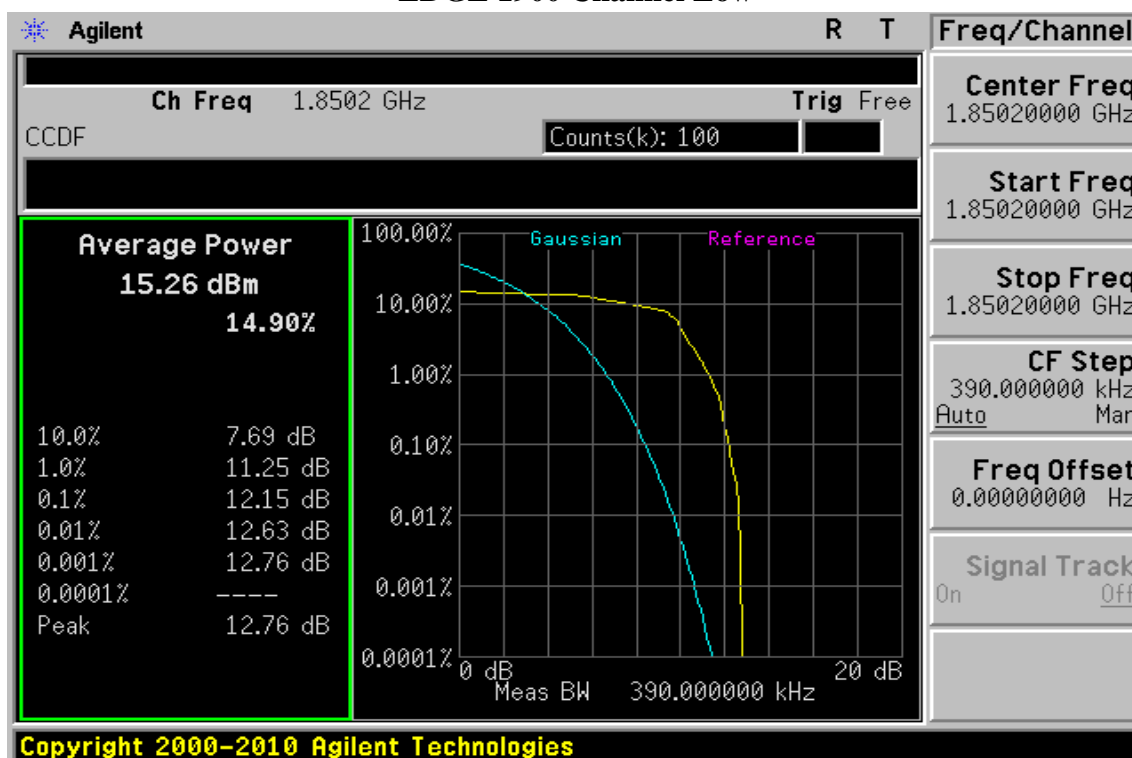 Agilent
R T
Freq/Channel
Ch Freq 1.8502 GHz
Trig Free
CCDF
Counts(k): 100
Average Power
15.26 dBm
14.90%
10.0% 7.69 dB
1.0% 11.25 dB
0.1% 12.15 dB
0.01% 12.63 dB
0.001% 12.76 dB
0.0001% ----
Peak 12.76 dB
Gaussian
Reference
100.00%
10.00%
1.00%
0.10%
0.01%
0.001%
0.0001%
0 dB
20 dB
Meas BW 390.000000 kHz
Center Freq
1.85020000 GHz
Start Freq
1.85020000 GHz
Stop Freq
1.85020000 GHz
CF Step
390.000000 kHz
Auto Man
Freq Offset
0.00000000 Hz
Signal Track
On Off
Copyright 2000-2010 Agilent Technologies